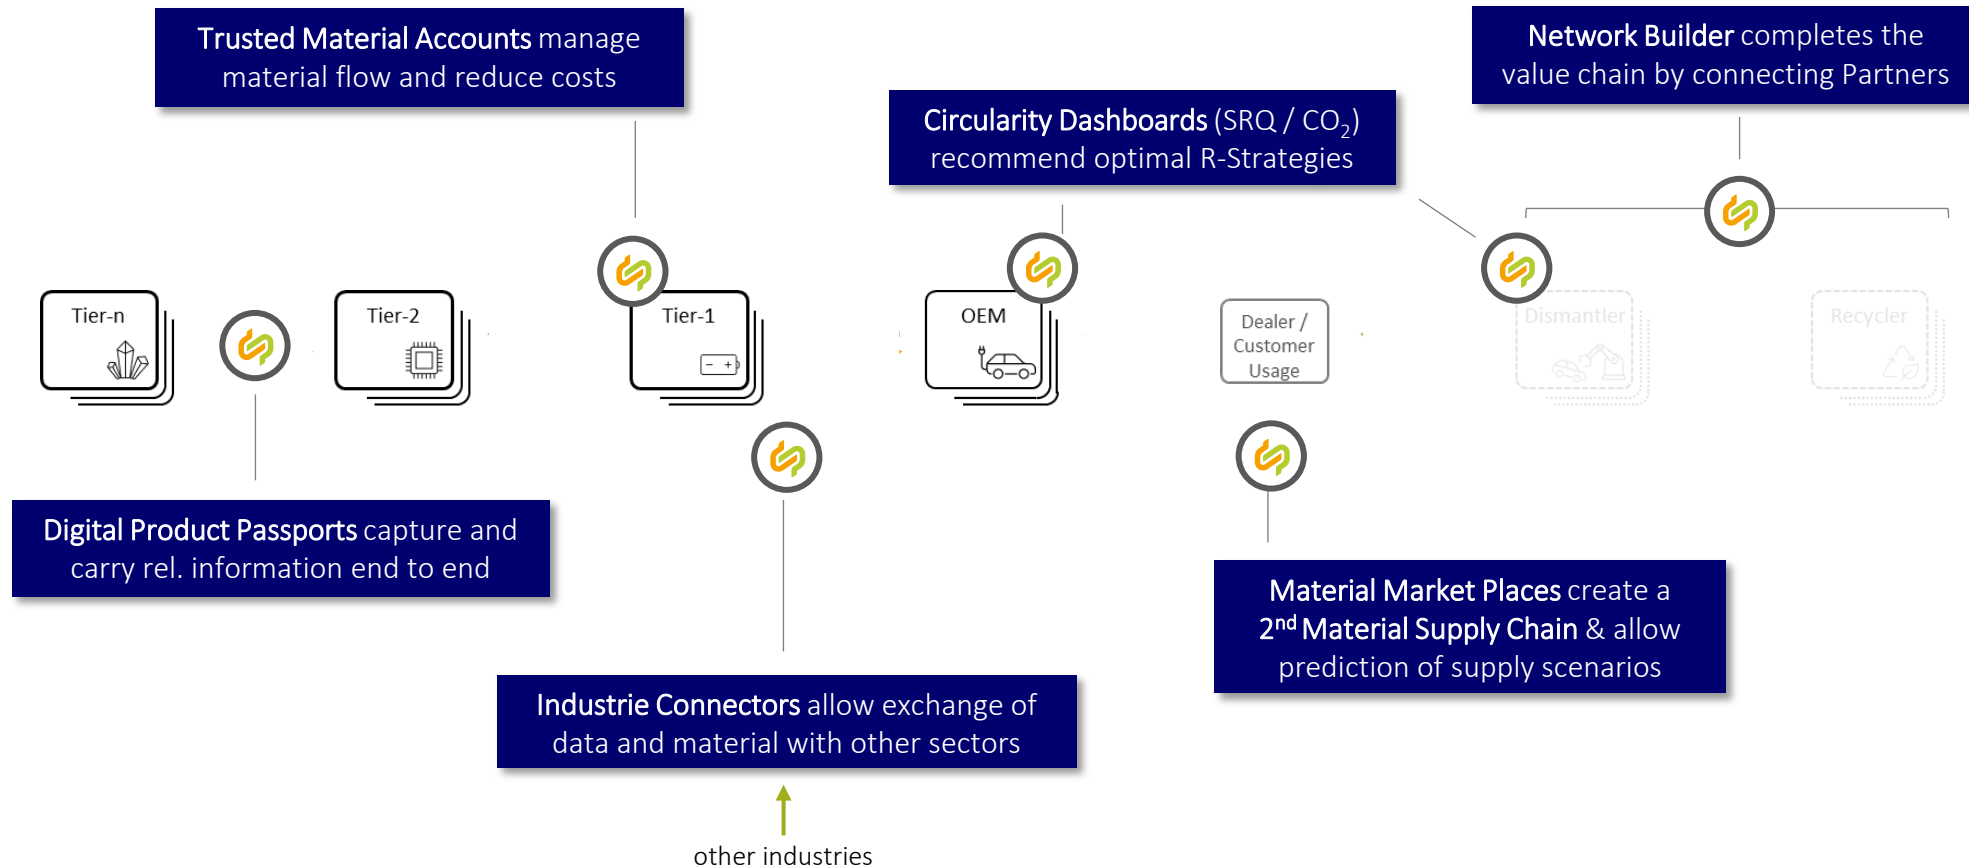 Trusted Material Accounts manage
material flow and reduce costs
Network Builder completes the
value chain by connecting Partners
Circularity Dashboards (SRQ / CO₂)
recommend optimal R-Strategies
Tier-n
Tier-2
Tier-1
- +
OEM
Dealer /
Customer
Usage
Dismantler
Recycler
Digital Product Passports capture and
carry rel. information end to end
Material Market Places create a
2nd Material Supply Chain & allow
prediction of supply scenarios
Industrie Connectors allow exchange of
data and material with other sectors
other industries